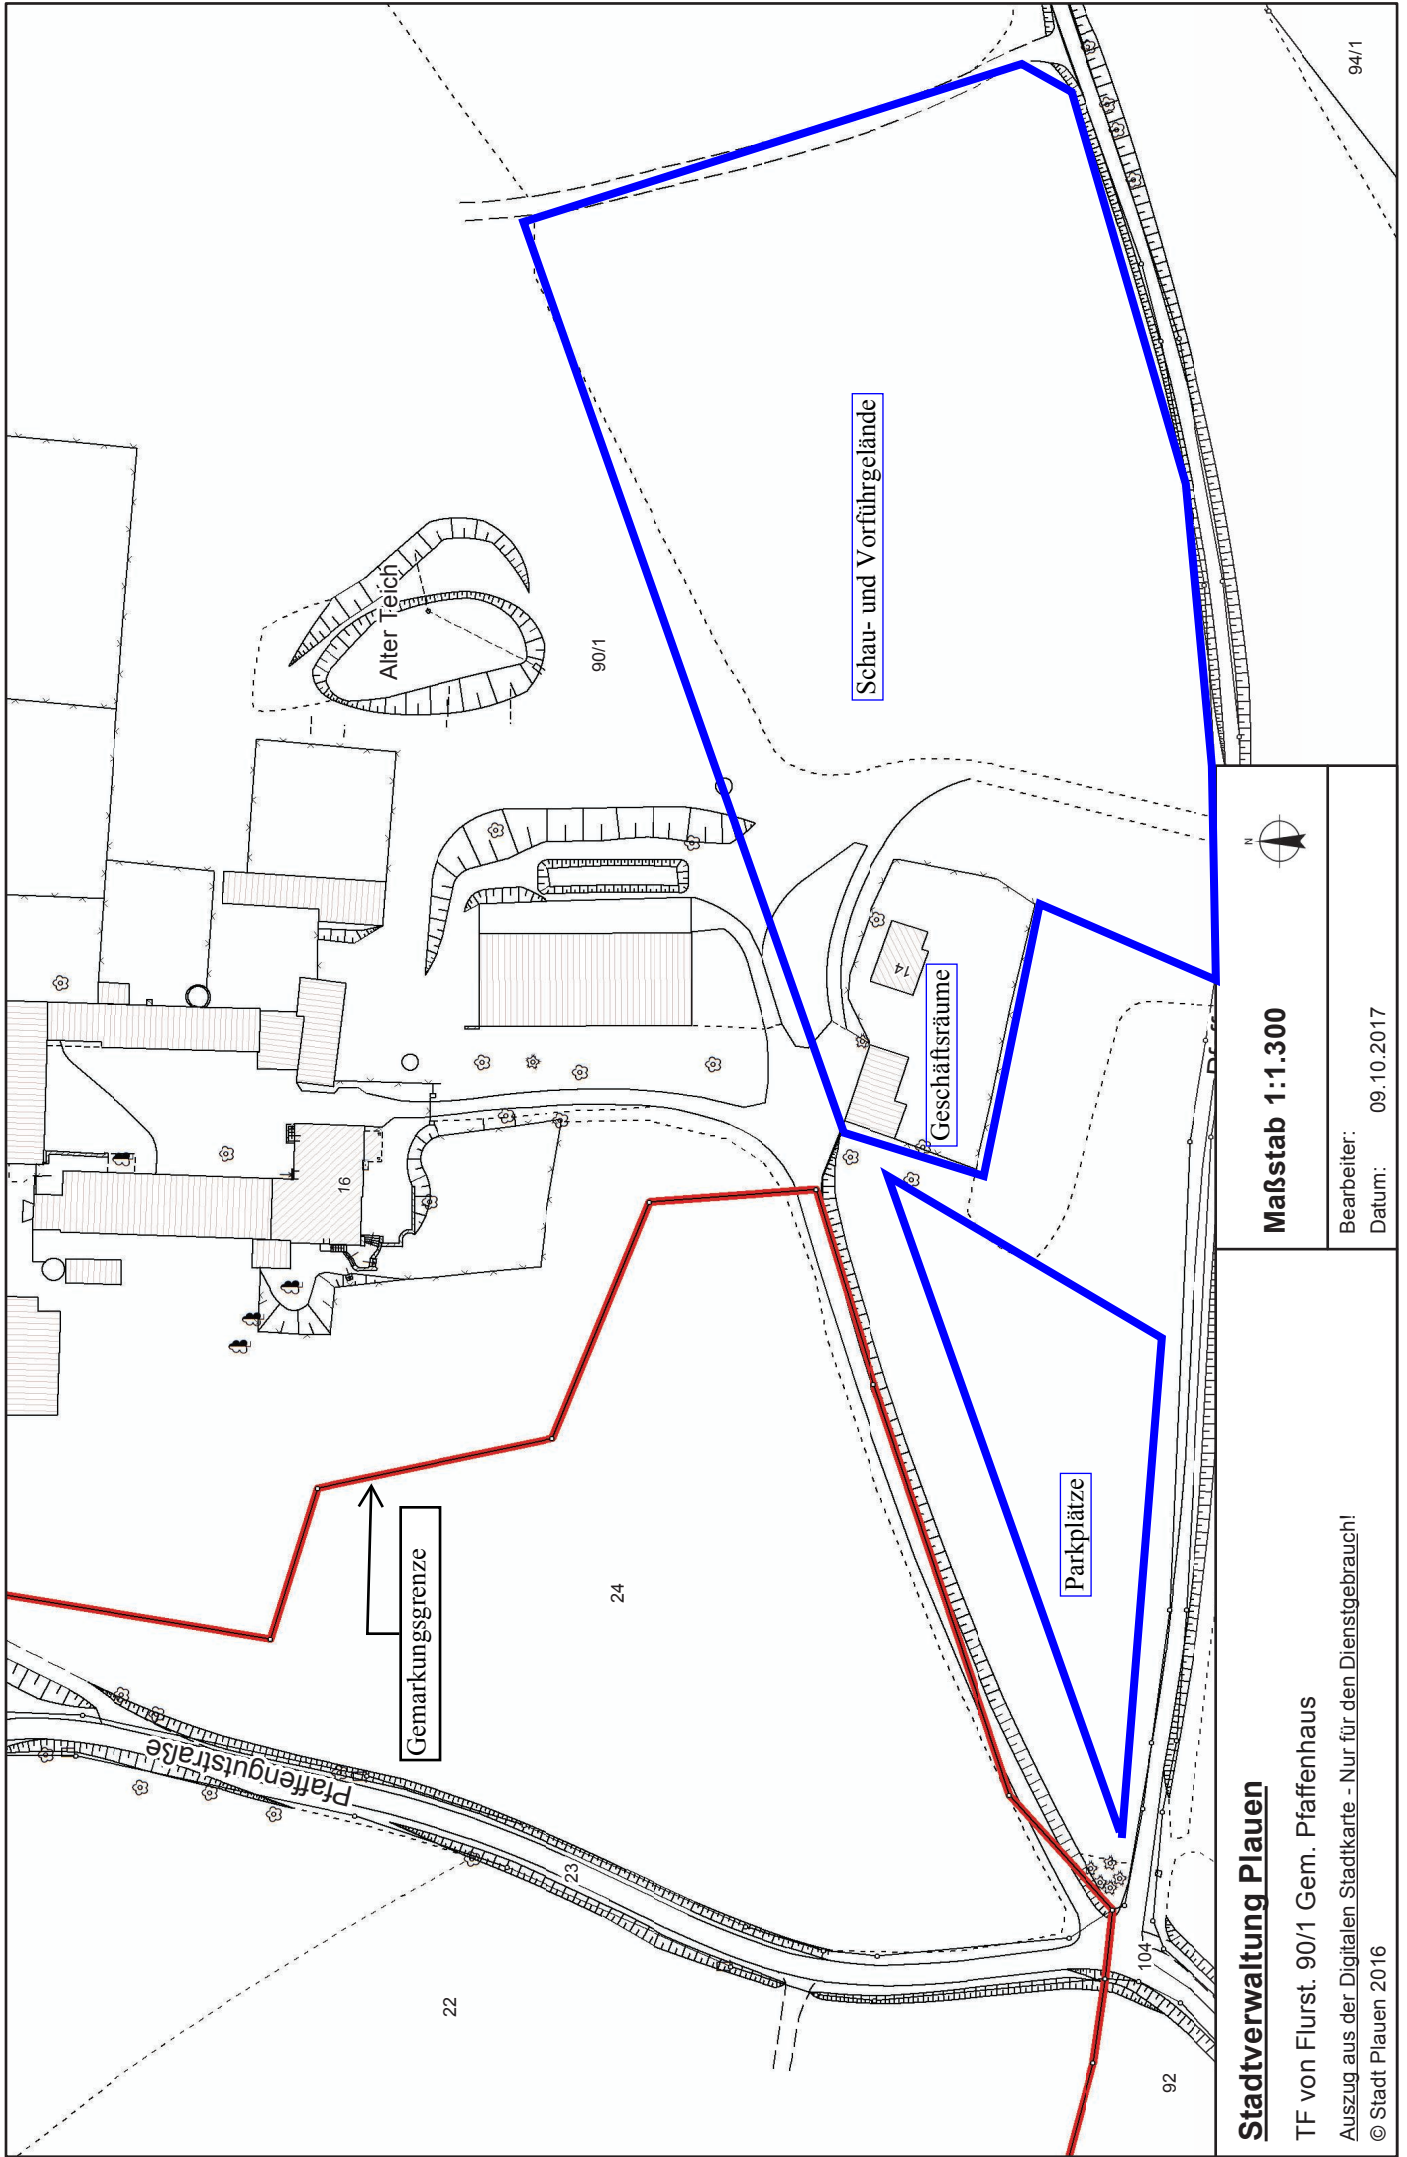 94/1
Alter Teich
90/1
Schau- und Vorführgelände
14
Geschäftsräume
16
Gemarkungsgrenze
24
Parkplätze
Pfaffengutstraße
23
22
104
92
N
Maßstab 1:1.300
Bearbeiter:
Datum: 09.10.2017
Stadtverwaltung Plauen
TF von Flurst. 90/1 Gem. Pfaffenhaus
Auszug aus der Digitalen Stadtkarte - Nur für den Dienstgebrauch!
© Stadt Plauen 2016